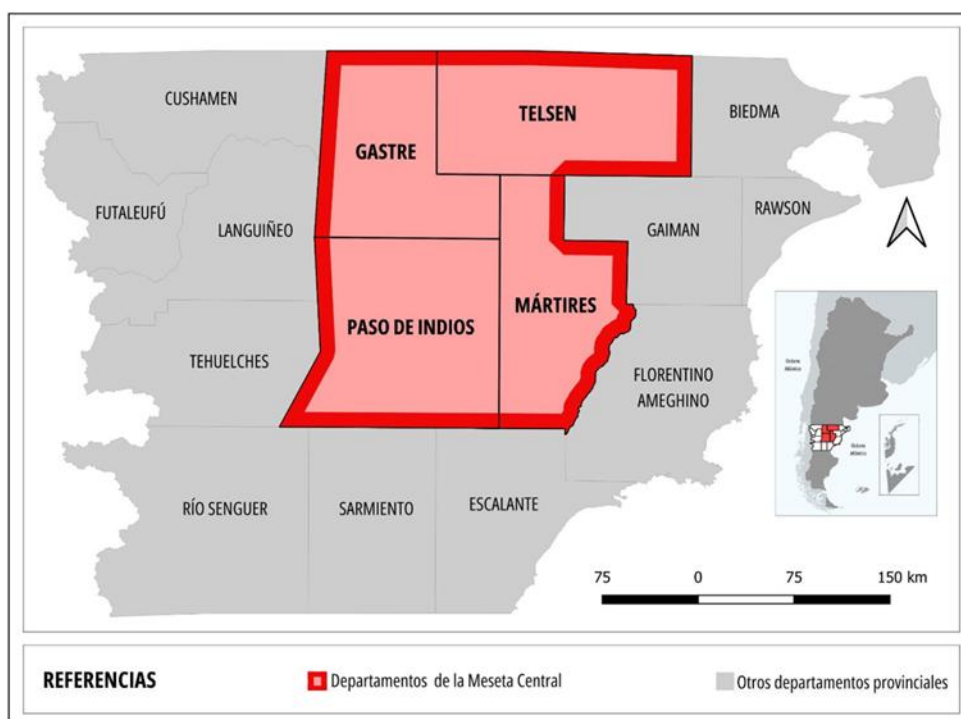 CUSHAMEN
TELSEN
BIEDMA
GASTRE
FUTALEUFÚ
LANGUIÑEO
RAWSON
GAIMAN
MÁRTIRES
PASO DE INDIOS
TEHUELCHES
FLORENTINO
AMEGHINO
RÍO SENGUER
SARMIENTO
ESCALANTE
75 0 75 150 km
REFERENCIAS
Departamentos de la Meseta Central
Otros departamentos provinciales